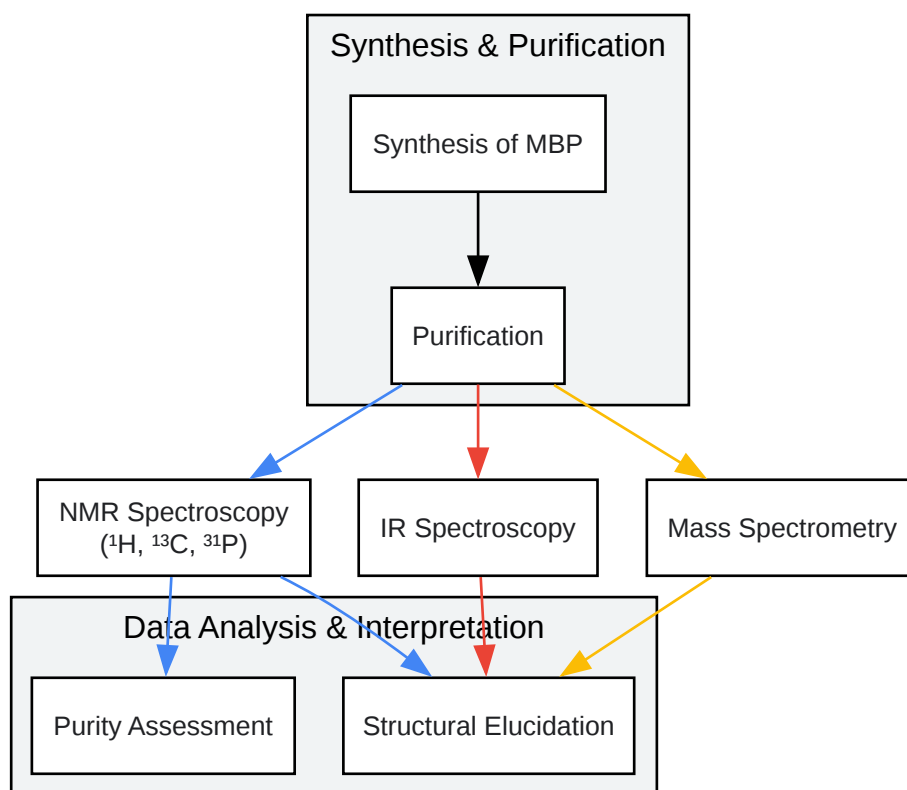 Synthesis & Purification
Synthesis of MBP
Purification
NMR Spectroscopy
(¹H, ¹³C, ³¹P)
IR Spectroscopy
Mass Spectrometry
Data Analysis & Interpretation
Purity Assessment
Structural Elucidation